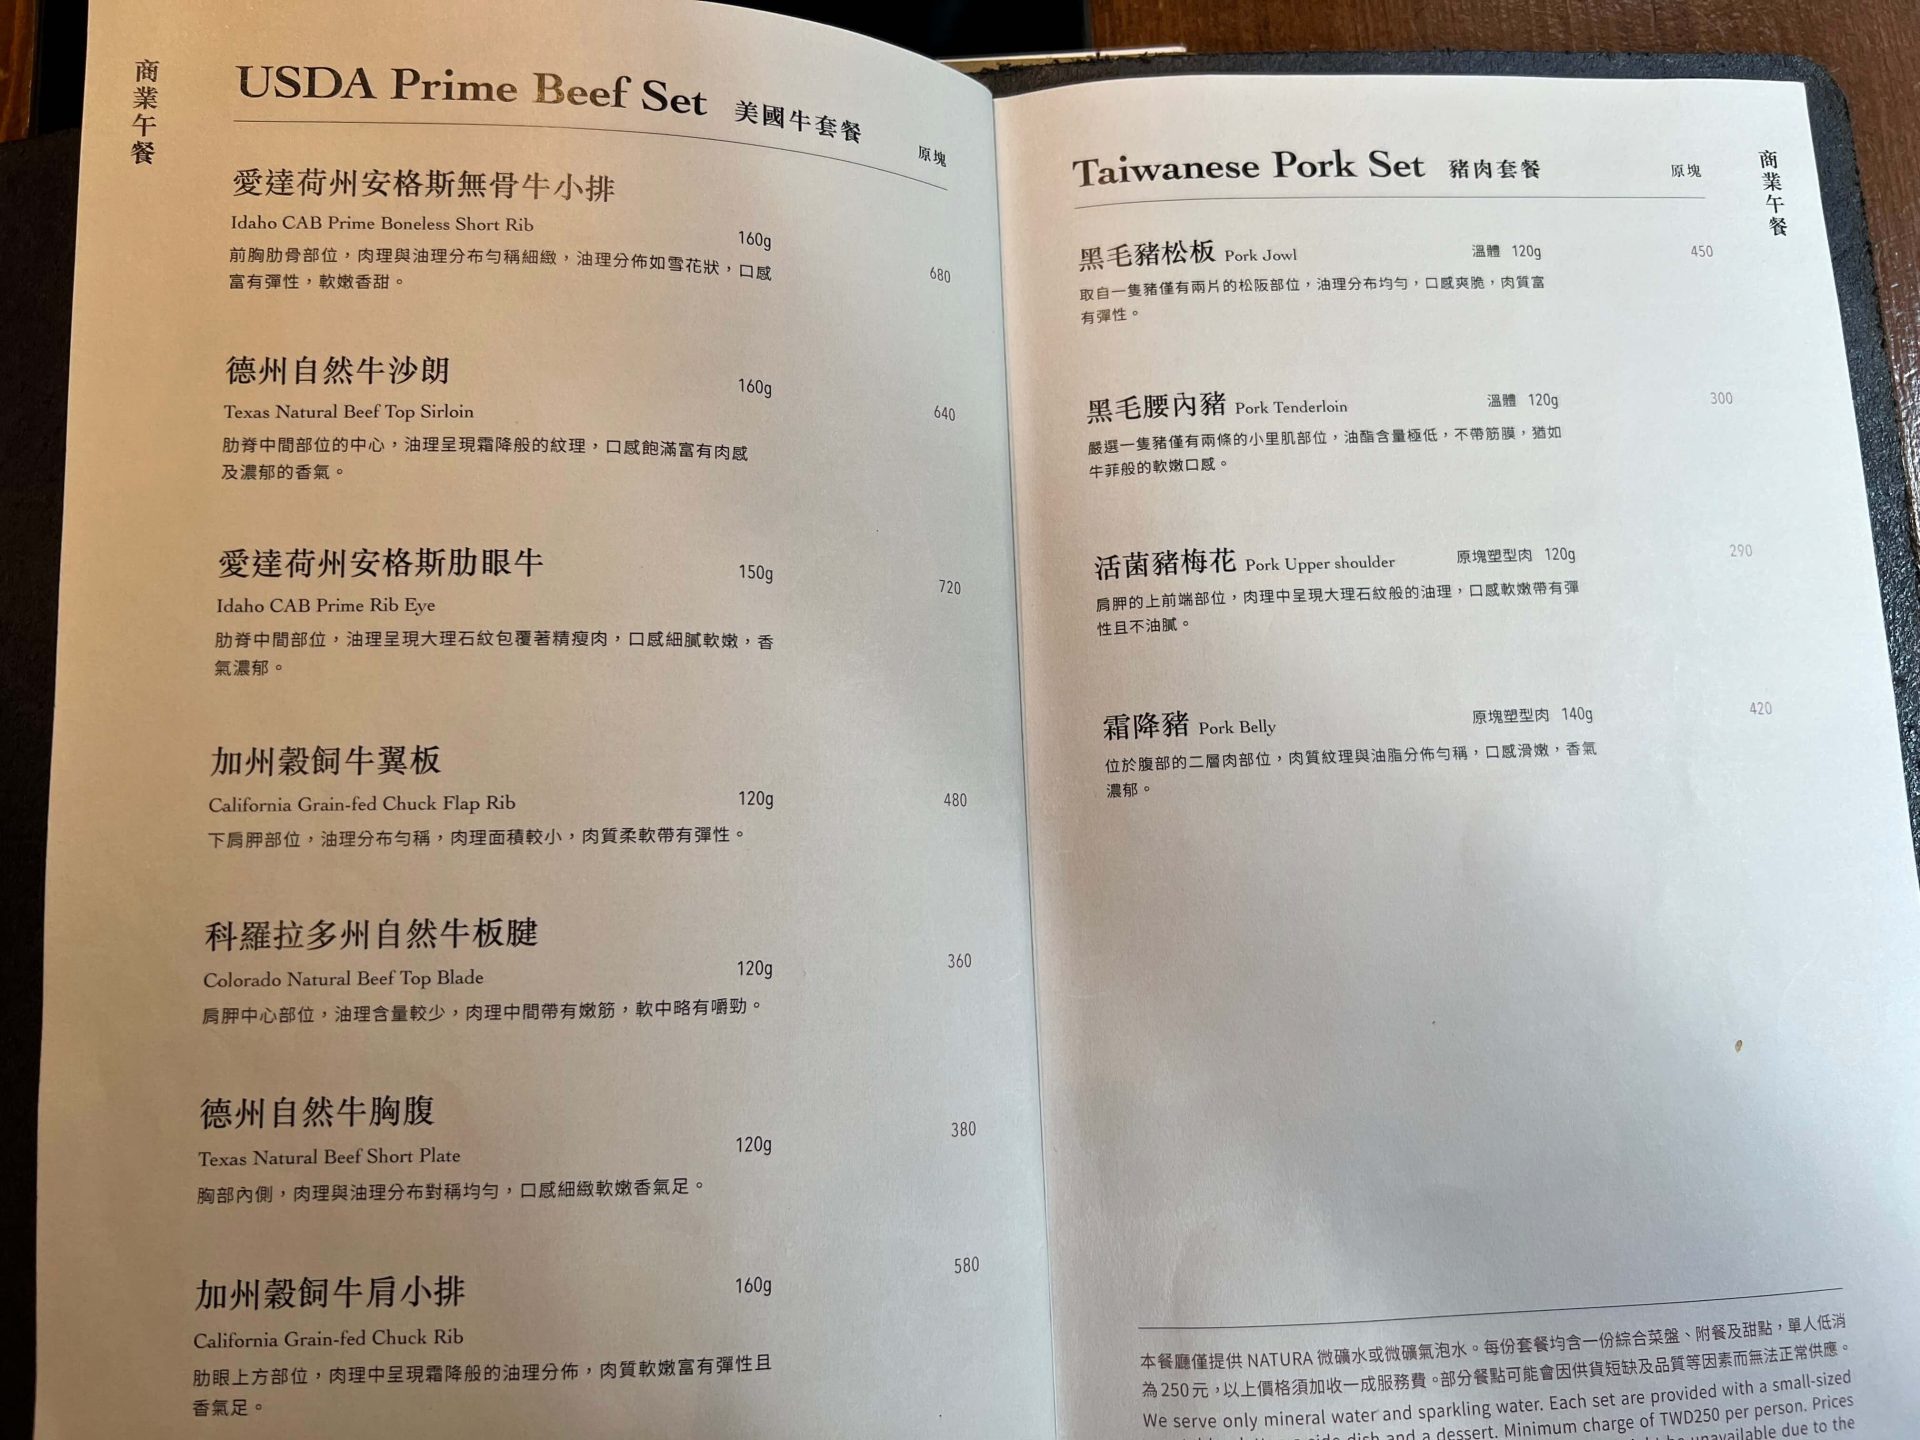 商業午餐
USDA Prime Beef Set 美國牛套餐
原塊
愛達荷州安格斯無骨牛小排
Idaho CAB Prime Boneless Short Rib
160g
680
前胸肋骨部位，肉理與油理分布勻稱細緻，油理分佈如雪花狀，口感
富有彈性，軟嫩香甜。
德州自然牛沙朗
160g
Texas Natural Beef Top Sirloin
640
肋脊中間部位的中心，油理呈現霜降般的紋理，口感飽滿富有肉感
及濃郁的香氣。
愛達荷州安格斯肋眼牛
150g
720
Idaho CAB Prime Rib Eye
肋脊中間部位，油理呈現大理石紋包覆著精瘦肉，口感細膩軟嫩，香
氣濃郁。
加州穀飼牛翼板
California Grain-fed Chuck Flap Rib
120g
480
下肩胛部位，油理分布勻稱，肉理面積較小，肉質柔軟帶有彈性。
科羅拉多州自然牛板腱
Colorado Natural Beef Top Blade
120g
360
肩胛中心部位，油理含量較少，肉理中間帶有嫩筋，軟中略有嚼勁。
德州自然牛胸腹
Texas Natural Beef Short Plate
120g
380
胸部內側，肉理與油理分布對稱均勻，口感細緻軟嫩香氣足。
加州穀飼牛肩小排
160g
580
California Grain-fed Chuck Rib
肋眼上方部位，肉理中呈現霜降般的油理分佈，肉質軟嫩富有彈性且
香氣足。
Taiwanese Pork Set 豬肉套餐
原塊
商業午餐
黑毛豬松板 Pork Jowl 溫體 120g 450
取自一隻豬僅有兩片的松阪部位，油理分布均勻，口感爽脆，肉質富
有彈性。
黑毛腰內豬 Pork Tenderloin 溫體 120g 300
嚴選一隻豬僅有兩條的小里肌部位，油酯含量極低，不帶筋膜，猶如
牛菲般的軟嫩口感。
活菌豬梅花 Pork Upper shoulder 原塊塑型肉 120g 290
肩胛的上前端部位，肉理中呈現大理石紋般的油理，口感軟嫩帶有彈
性且不油膩。
霜降豬 Pork Belly 原塊塑型肉 140g 420
位於腹部的二層肉部位，肉質紋理與油脂分佈勻稱，口感滑嫩，香氣
濃郁。
本餐廳僅提供 NATURA 微礦水或微礦氣泡水。每份套餐均含一份綜合菜盤、附餐及甜點，單人低消
為250元，以上價格須加收一成服務費。部分餐點可能會因供貨短缺及品質等因素而無法正常供應。
We serve only mineral water and sparkling water. Each set are provided with a small-sized
side dish and a dessert. Minimum charge of TWD250 per person. Prices
be unavailable due to the